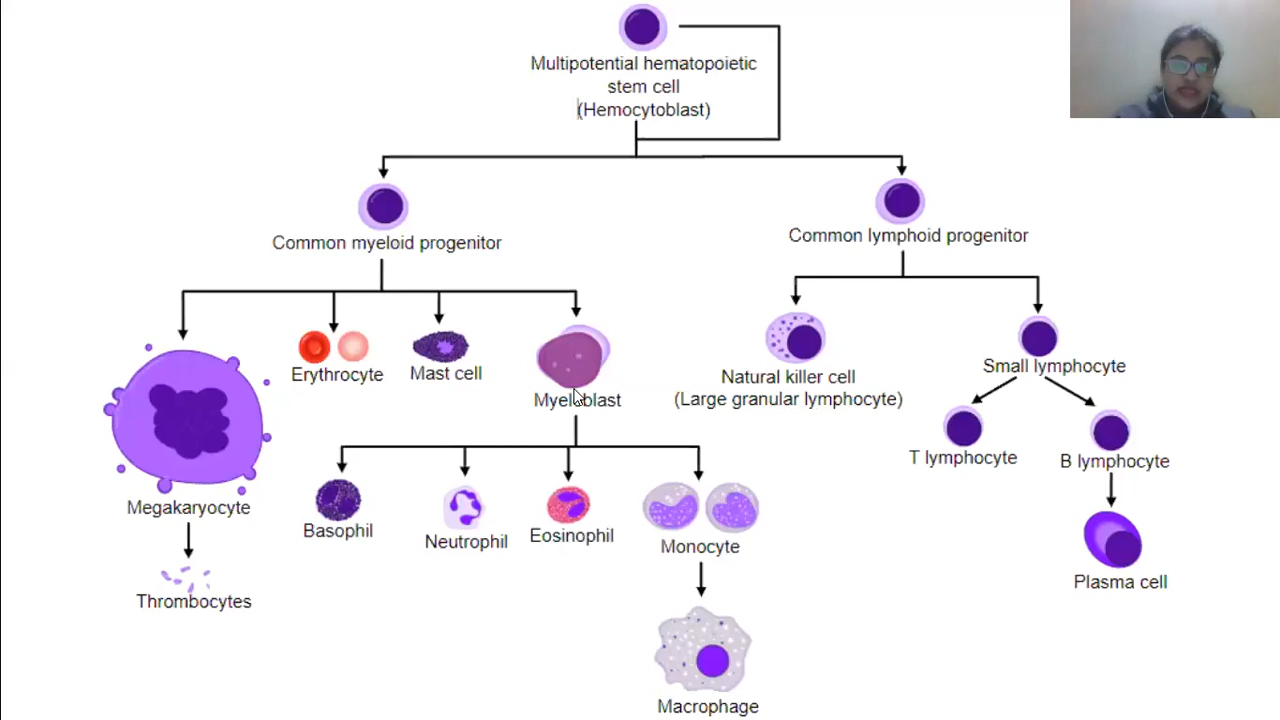 Multipotential hematopoietic
stem cell
(Hemocytoblast)
Common myeloid progenitor
Common lymphoid progenitor
Erythrocyte
Mast cell
Myeloblast
Natural killer cell
(Large granular lymphocyte)
Small lymphocyte
T lymphocyte
B lymphocyte
Megakaryocyte
Basophil
Neutrophil
Eosinophil
Monocyte
Plasma cell
Thrombocytes
Macrophage